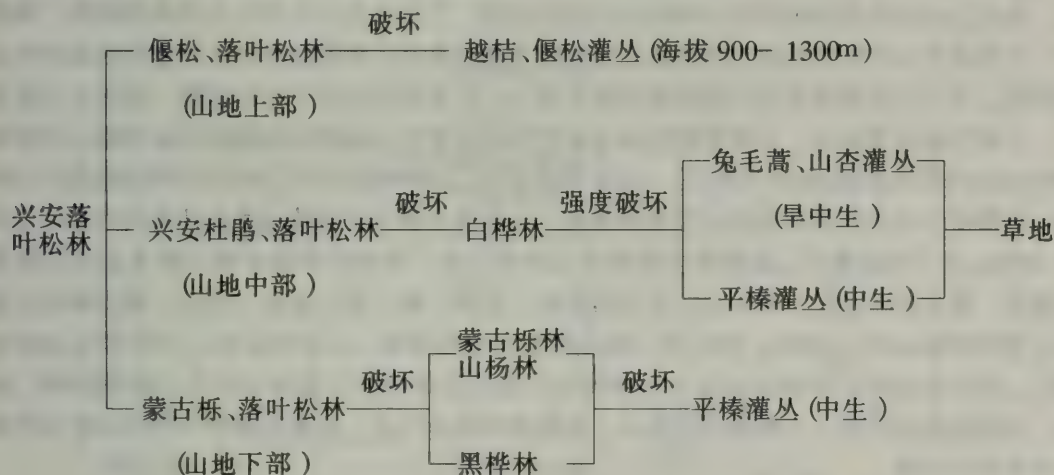 破坏
偃松、落叶松林 越桔、偃松灌丛 (海拔 900- 1300m)
(山地上部)
兔毛蒿、山杏灌丛
破坏 强度破坏
兴安落 (旱中生)
叶松林 兴安杜鹃、落叶松林 白桦林 草地
(山地中部)
平榛灌丛 (中生)
蒙古栎林
破坏 山杨林 破坏
蒙古栎、落叶松林 平榛灌丛 (中生)
(山地下部) 黑桦林